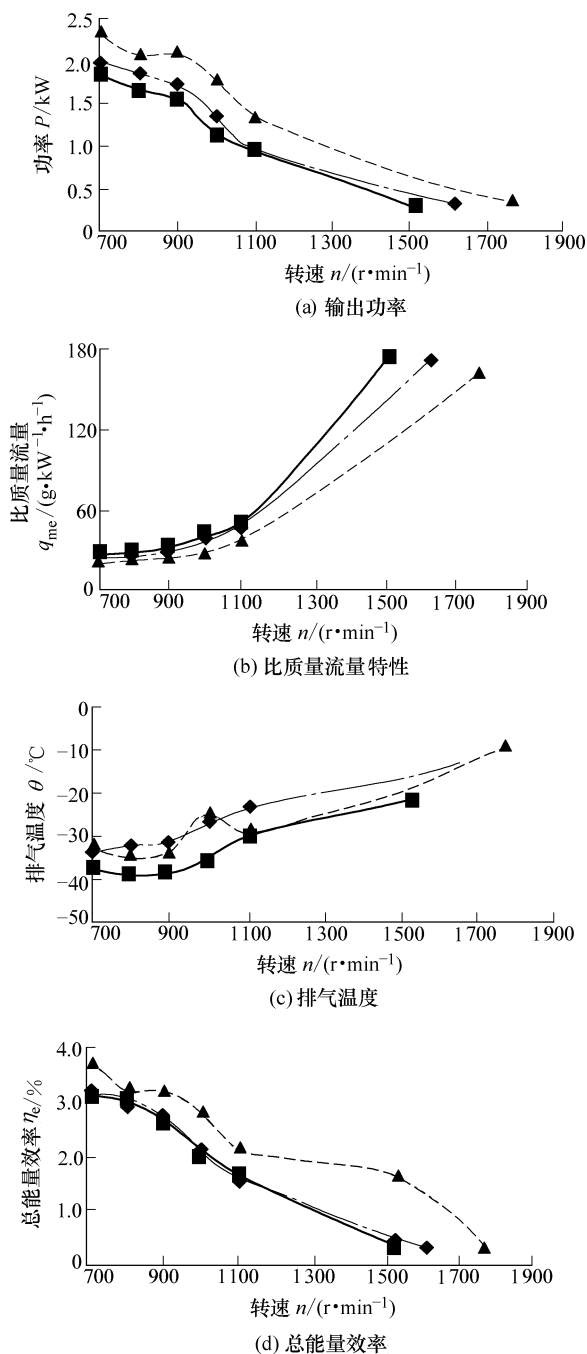 功率 P/kW
2.5
2.0
1.5
1.0
0.5
0
700 900 1100 1300 1500 1700 1900
转速 n/(r•min⁻¹)
(a) 输出功率
比质量流量
qme/(g•kW⁻¹•h⁻¹)
180
120
60
0
700 900 1100 1300 1500 1700 1900
转速 n/(r•min⁻¹)
(b) 比质量流量特性
排气温度 θ /℃
0
−10
−20
−30
−40
−50
700 900 1100 1300 1500 1700 1900
转速 n/(r•min⁻¹)
(c) 排气温度
总能量效率 ηe/%
4.0
3.0
2.0
1.0
0
700 900 1100 1300 1500 1700 1900
转速 n/(r•min⁻¹)
(d) 总能量效率